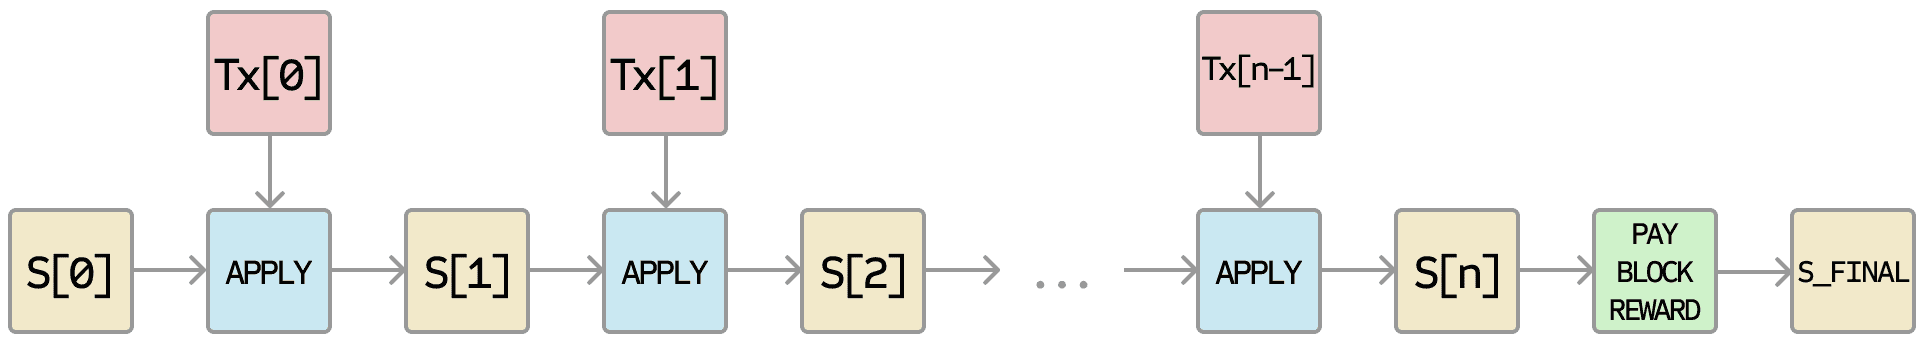 Tx[0]
Tx[1]
Tx[n-1]
S[0]
APPLY
S[1]
APPLY
S[2]
...
APPLY
S[n]
PAY
BLOCK
REWARD
S_FINAL